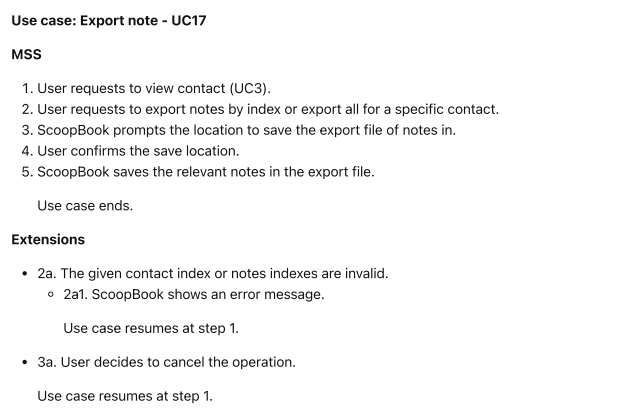 Use case: Export note - UC17
MSS
1. User requests to view contact (UC3).
2. User requests to export notes by index or export all for a specific contact.
3. ScoopBook prompts the location to save the export file of notes in.
4. User confirms the save location.
5. ScoopBook saves the relevant notes in the export file.
Use case ends.
Extensions
• 2a. The given contact index or notes indexes are invalid.
○ 2a1. ScoopBook shows an error message.
Use case resumes at step 1.
• 3a. User decides to cancel the operation.
Use case resumes at step 1.